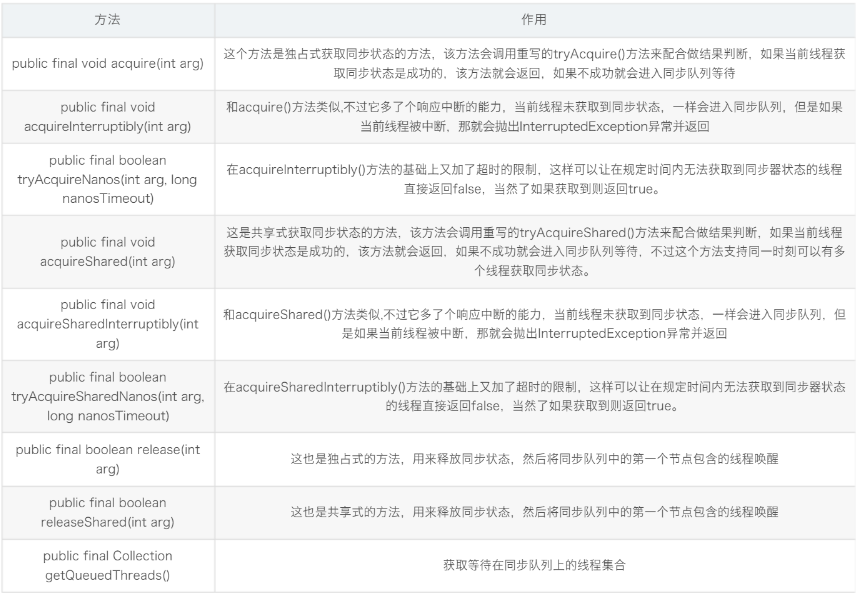 方法
作用
public final void acquire(int arg)
这个方法是独占式获取同步状态的方法，该方法会调用重写的tryAcquire()方法来配合做结果判断，如果当前线程获
取同步状态是成功的，该方法就会返回，如果不成功就会进入同步队列等待
public final void
acquireInterruptibly(int arg)
和acquire()方法类似,不过它多了个响应中断的能力，当前线程未获取到同步状态，一样会进入同步队列，但是如果
当前线程被中断，那就会抛出InterruptedException异常并返回
public final boolean
tryAcquireNanos(int arg, long
nanosTimeout)
在acquireInterruptibly()方法的基础上又加了超时的限制，这样可以让在规定时间内无法获取到同步器状态的线程
直接返回false，当然了如果获取到则返回true。
public final void
acquireShared(int arg)
这是共享式获取同步状态的方法，该方法会调用重写的tryAcquireShared()方法来配合做结果判断，如果当前线程
获取同步状态是成功的，该方法就会返回，如果不成功就会进入同步队列等待，不过这个方法支持同一时刻可以有多
个线程获取同步状态。
public final void
acquireSharedInterruptibly(int
arg)
和acquireShared()方法类似,不过它多了个响应中断的能力，当前线程未获取到同步状态，一样会进入同步队列，但
是如果当前线程被中断，那就会抛出InterruptedException异常并返回
public final boolean
tryAcquireSharedNanos(int arg,
long nanosTimeout)
在acquireSharedInterruptibly()方法的基础上又加了超时的限制，这样可以让在规定时间内无法获取到同步器状态
的线程直接返回false，当然了如果获取到则返回true。
public final boolean release(int
arg)
这也是独占式的方法，用来释放同步状态，然后将同步队列中的第一个节点包含的线程唤醒
public final boolean
releaseShared(int arg)
这也是共享式的方法，用来释放同步状态，然后将同步队列中的第一个节点包含的线程唤醒
public final Collection
getQueuedThreads()
获取等待在同步队列上的线程集合